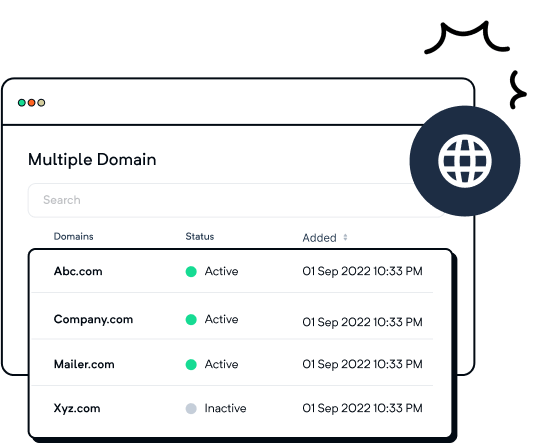 Multiple Domain
Search
Domains Status Added
Abc.com Active 01 Sep 2022 10:33 PM
Company.com Active 01 Sep 2022 10:33 PM
Mailer.com Active 01 Sep 2022 10:33 PM
Xyz.com Inactive 01 Sep 2022 10:33 PM